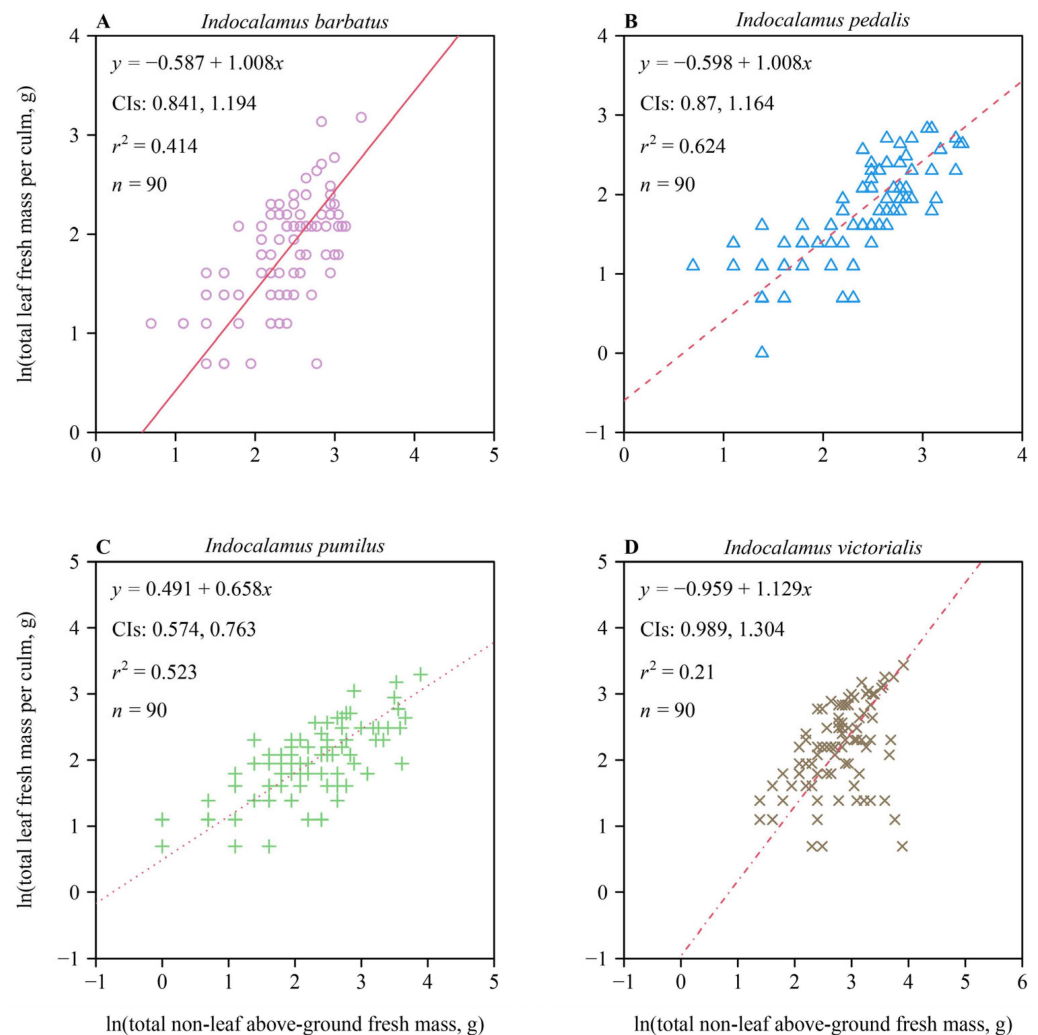 A
Indocalamus barbatus
y = −0.587 + 1.008x
CIs: 0.841, 1.194
r² = 0.414
n = 90
4
3
2
1
0
0 1 2 3 4 5
ln(total leaf fresh mass per culm, g)
B
Indocalamus pedalis
y = −0.598 + 1.008x
CIs: 0.87, 1.164
r² = 0.624
n = 90
4
3
2
1
0
−1
0 1 2 3 4
C
Indocalamus pumilus
y = 0.491 + 0.658x
CIs: 0.574, 0.763
r² = 0.523
n = 90
5
4
3
2
1
0
−1
−1 0 1 2 3 4 5
ln(total leaf fresh mass per culm, g)
ln(total non-leaf above-ground fresh mass, g)
D
Indocalamus victorialis
y = −0.959 + 1.129x
CIs: 0.989, 1.304
r² = 0.21
n = 90
5
4
3
2
1
0
−1
−1 0 1 2 3 4 5 6
ln(total non-leaf above-ground fresh mass, g)